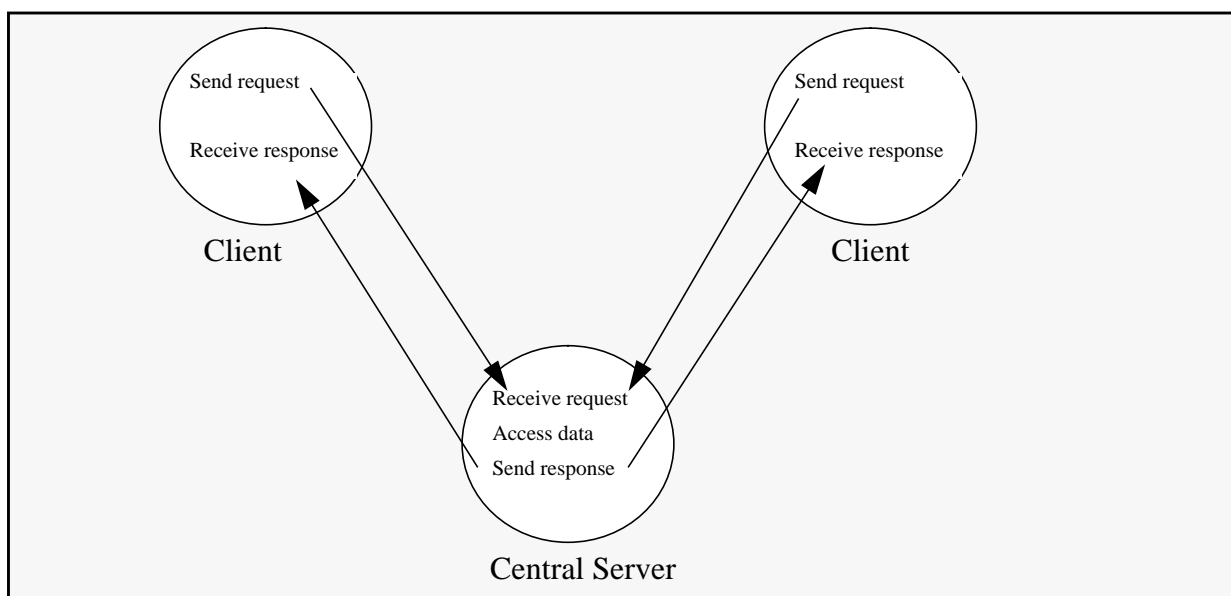 Send request
Receive response
Client
Send request
Receive response
Client
Receive request
Access data
Send response
Central Server